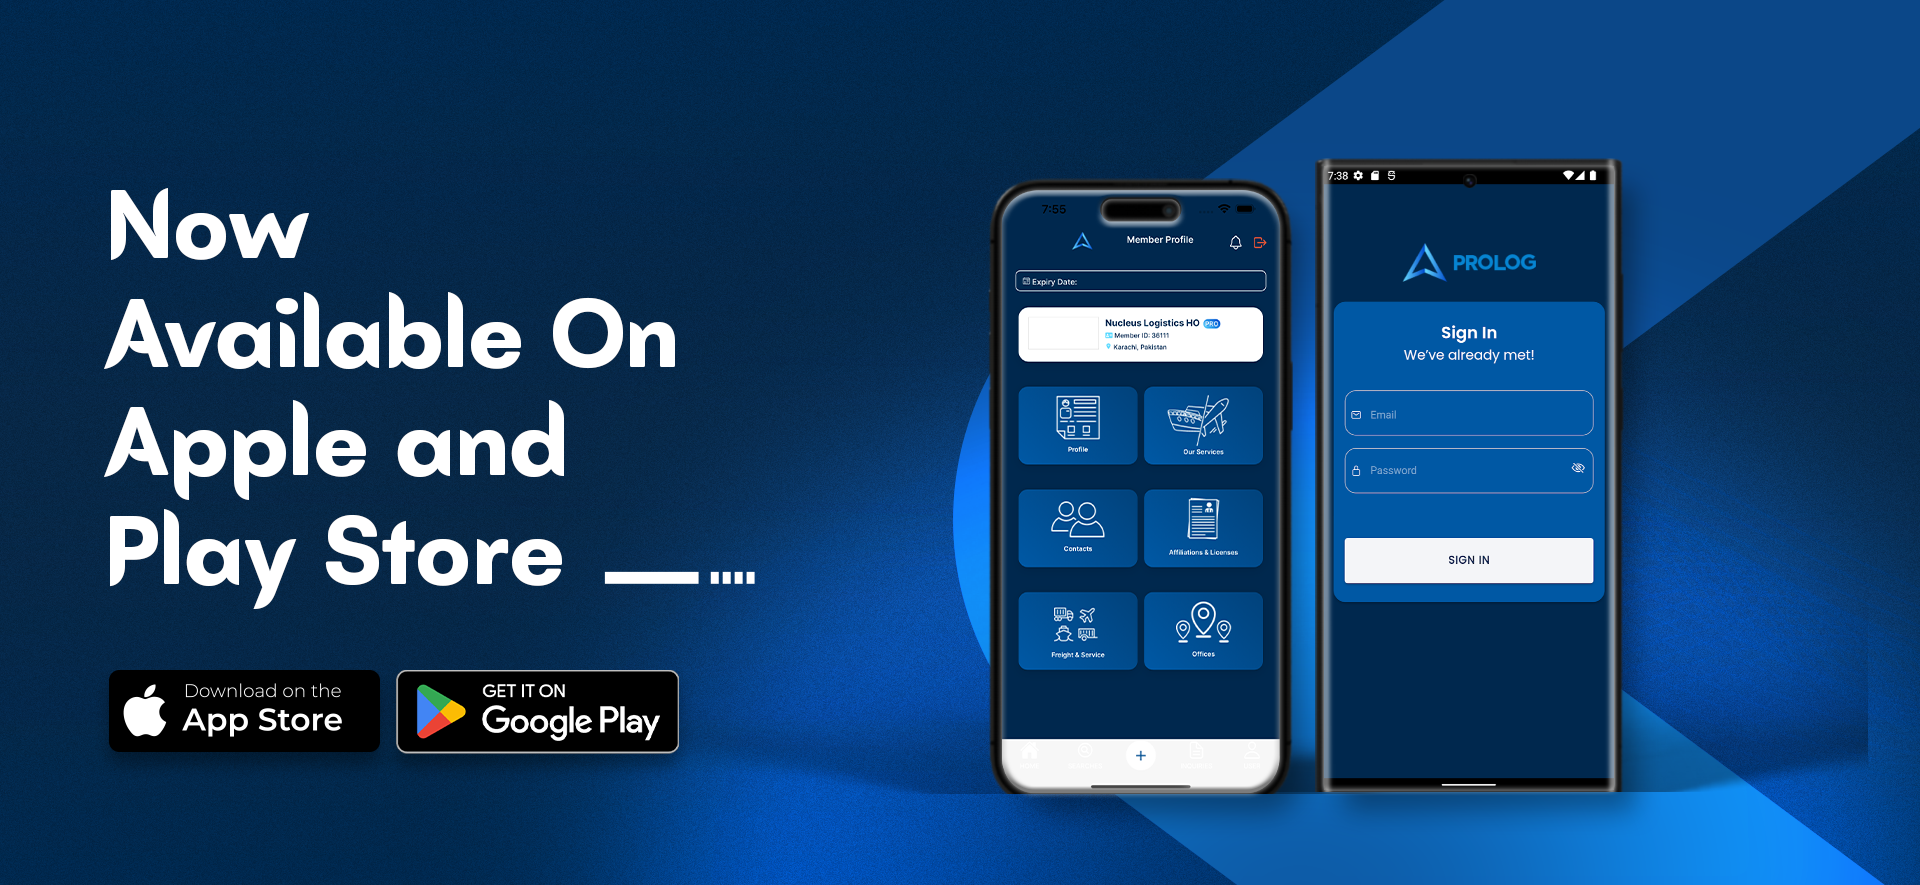 Now
Available On
Apple and
Play Store
Download on the
App Store
GET IT ON
Google Play
7:55
Member Profile
Expiry Date:
Nucleus Logistics HO PRO
Member ID: 36111
Karachi, Pakistan
Profile
Our Services
Contacts
Affiliations & Licenses
Freight & Service
Offices
7:38
PROLOG
Sign In
We've already met!
Email
Password
SIGN IN